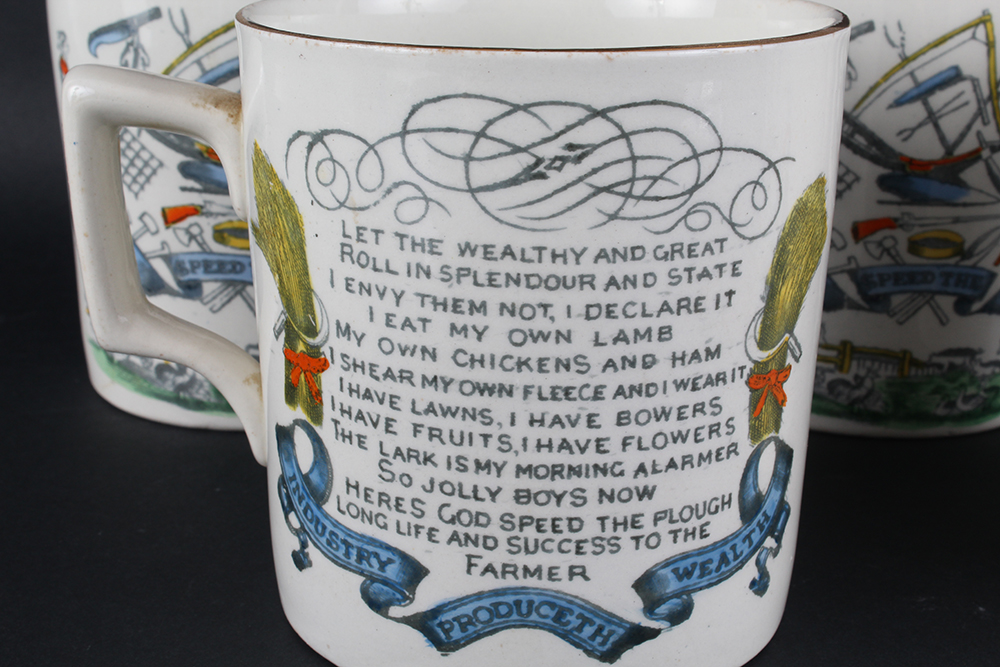 LET THE WEALTHY AND GREAT
ROLL IN SPLENDOUR AND STATE
I ENVY THEM NOT, I DECLARE IT
I EAT MY OWN LAMB
MY OWN CHICKENS AND HAM
I SHEAR MY OWN FLEECE AND I WEAR IT
I HAVE LAWNS, I HAVE BOWERS
I HAVE FRUITS, I HAVE FLOWERS
THE LARK IS MY MORNING ALARMER
SO JOLLY BOYS NOW
HERES GOD SPEED THE PLOUGH
LONG LIFE AND SUCCESS TO THE
FARMER
INDUSTRY
PRODUCETH
WEALTH
SPEED
SPEED THE